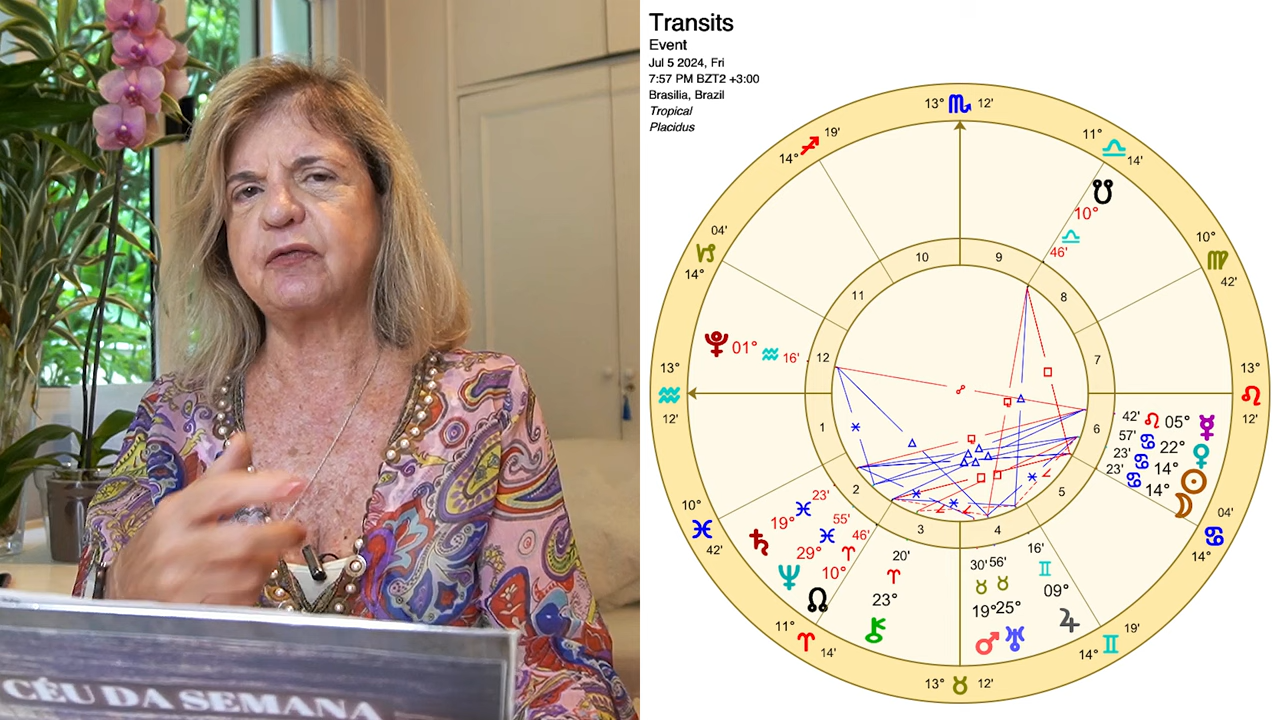 Transits
Event
Jul 5 2024, Fri
7:57 PM BZT2 +3:00
Brasilia, Brazil
Tropical
Placidus
13° ♏ 12'
11° ♎ 14'
10° ♍ 42'
13° ♌ 12'
04' ♋ 14°
14° ♊ 19'
13° ♉ 12'
11° ♈ 14'
10° ♓ 42'
13° ♒ 12'
04' ♑ 14°
14° ♐ 19'
☋ 10° ♎ 46'
♇ 01° ♒ 16'
♄ 19° ♓ 23'
♆ 29° ♓ 55'
☊ 10° ♈ 46'
⚷ 23° ♈ 20'
♂ 19° ♉ 30'
♅ 25° ♉ 56'
♃ 09° ♊ 16'
42' ♌ 05° ☿
57' ♋ 22° ♀
23' ♋ 14° ☉
23' ♋ 14° ☽
1
2
3
4
5
6
7
8
9
10
11
12
CÉU DA SEMANA